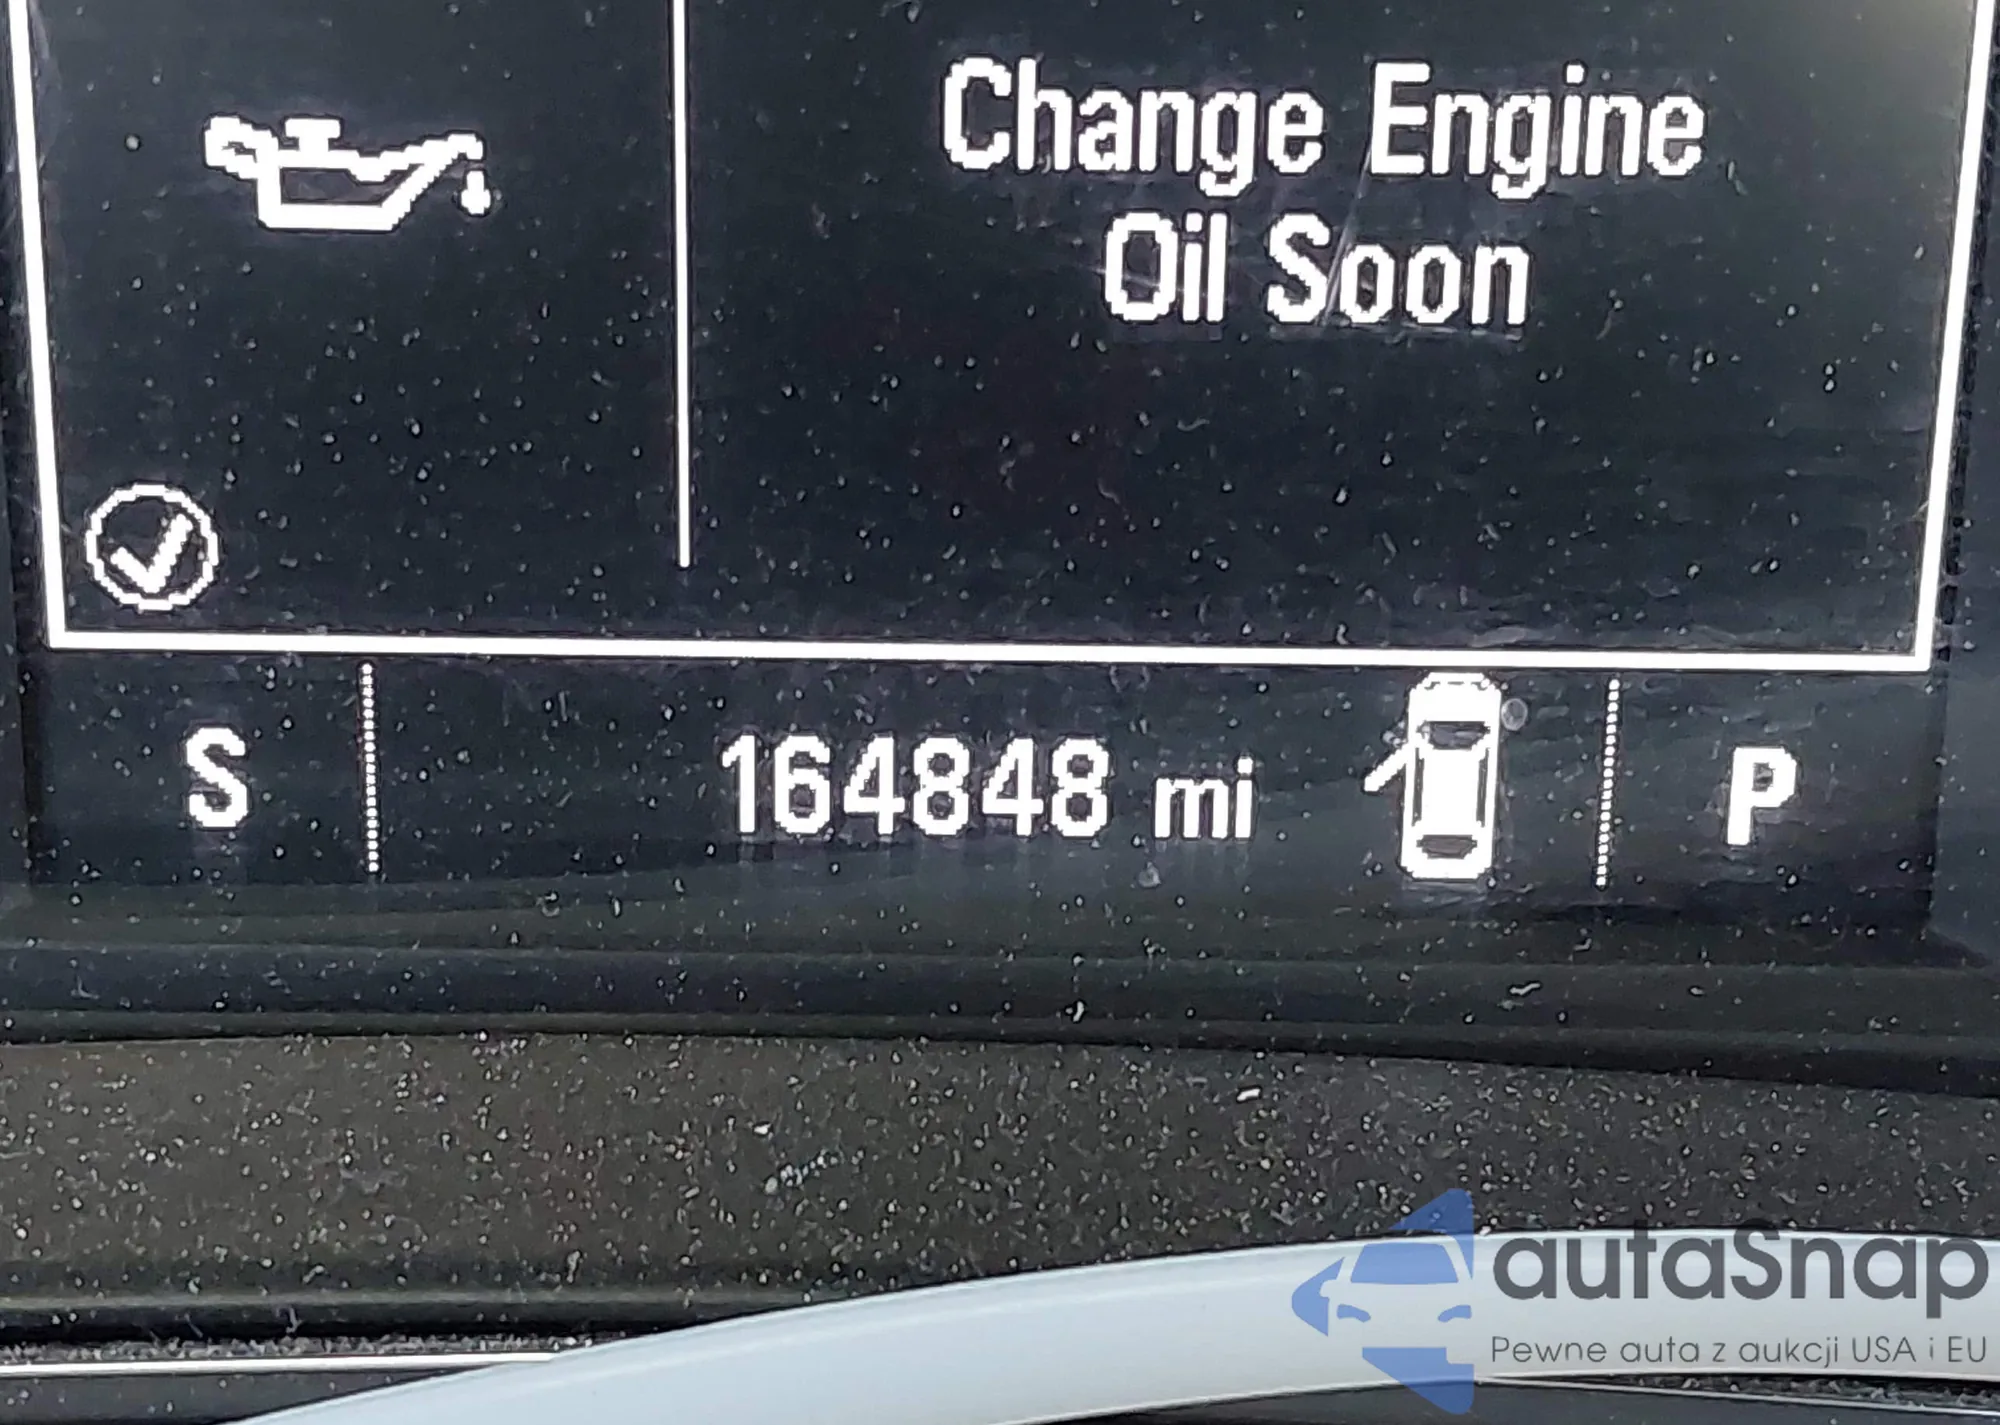 Change Engine
Oil Soon
S
164848 mi
P
autaSnap
Pewne auta z aukcji USA i EU